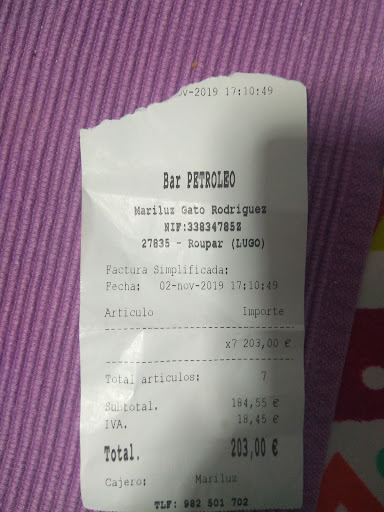 ov-2019 17:10:49
Bar PETROLEO
Mariluz Gato Rodriguez
NIF:33834785Z
27835 - Roupar (LUGO)
Factura Simplificada:
Fecha: 02-nov-2019 17:10:49
Articulo Importe
x7 203,00 €
Total articulos: 7
Subtotal. 184,55 €
IVA. 18,45 €
Total. 203,00 €
Cajero: Mariluz
TLF: 982 501 702